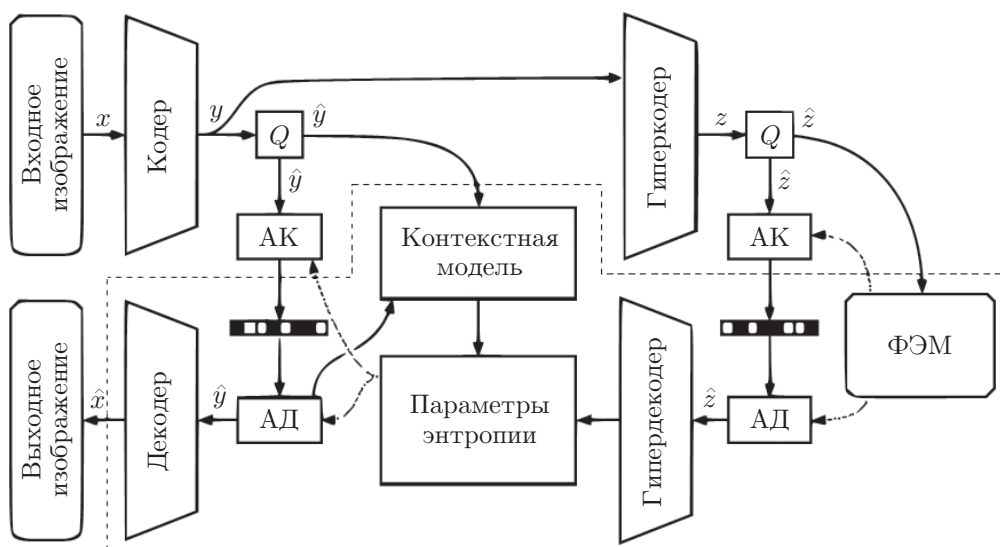 Входное
изображение
x
Кодер
y
Q
ŷ
ŷ
АК
Контекстная
модель
Гиперкодер
z
Q
ẑ
ẑ
АК
Выходное
изображение
x̂
Декодер
ŷ
АД
Параметры
энтропии
Гипердекодер
ẑ
АД
ФЭМ